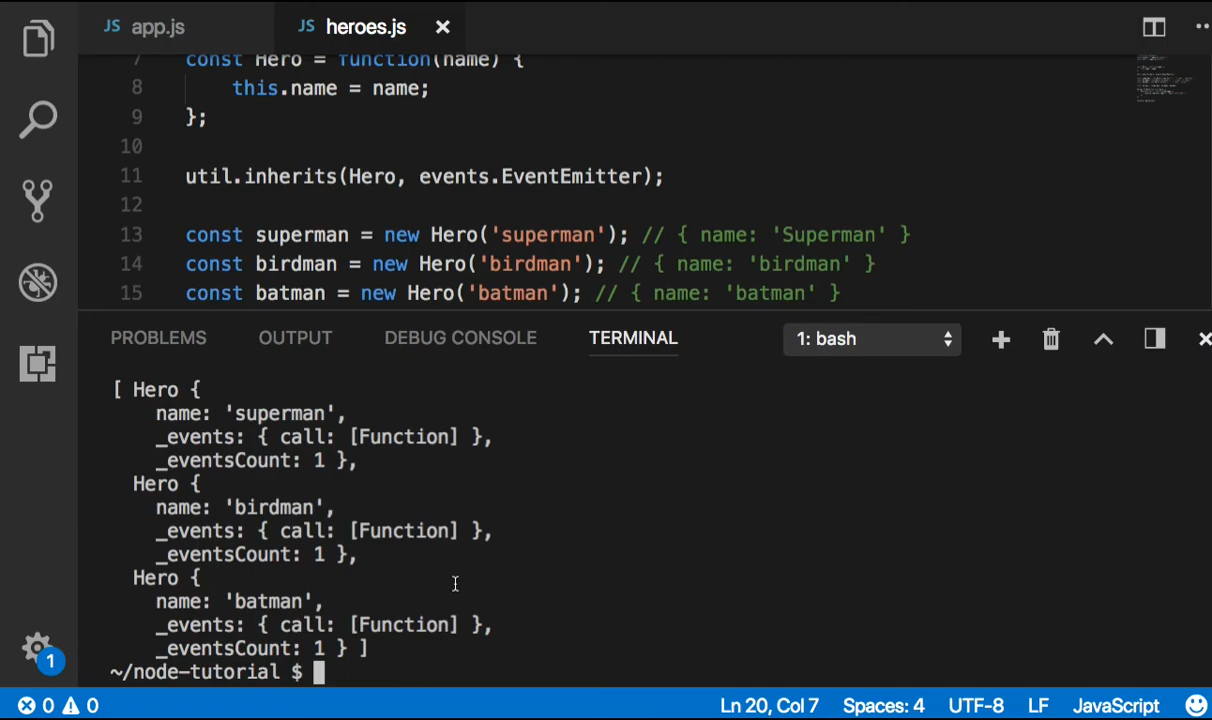 JS app.js JS heroes.js ×
7 const Hero = function(name) {
8 this.name = name;
9 };
10
11 util.inherits(Hero, events.EventEmitter);
12
13 const superman = new Hero('superman'); // { name: 'Superman' }
14 const birdman = new Hero('birdman'); // { name: 'birdman' }
15 const batman = new Hero('batman'); // { name: 'batman' }
PROBLEMS OUTPUT DEBUG CONSOLE TERMINAL 1: bash
[ Hero {
name: 'superman',
_events: { call: [Function] },
_eventsCount: 1 },
Hero {
name: 'birdman',
_events: { call: [Function] },
_eventsCount: 1 },
Hero {
name: 'batman',
_events: { call: [Function] },
_eventsCount: 1 } ]
~/node-tutorial $
1
0 0 Ln 20, Col 7 Spaces: 4 UTF-8 LF JavaScript